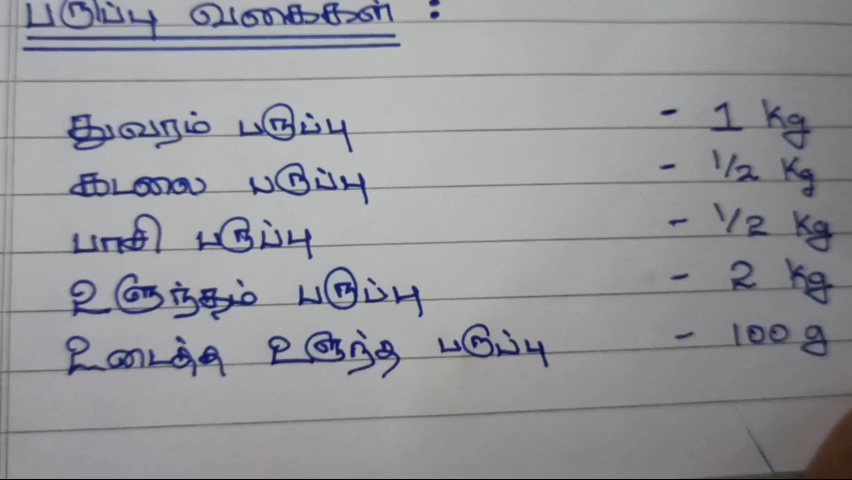 பருப்பு வகைகள் :
துவரம் பருப்பு - 1 Kg
கடலை பருப்பு - 1/2 Kg
பாசி பருப்பு - 1/2 Kg
உளுந்தம் பருப்பு - 2 Kg
உடைத்த உளுந்த பருப்பு - 100 g